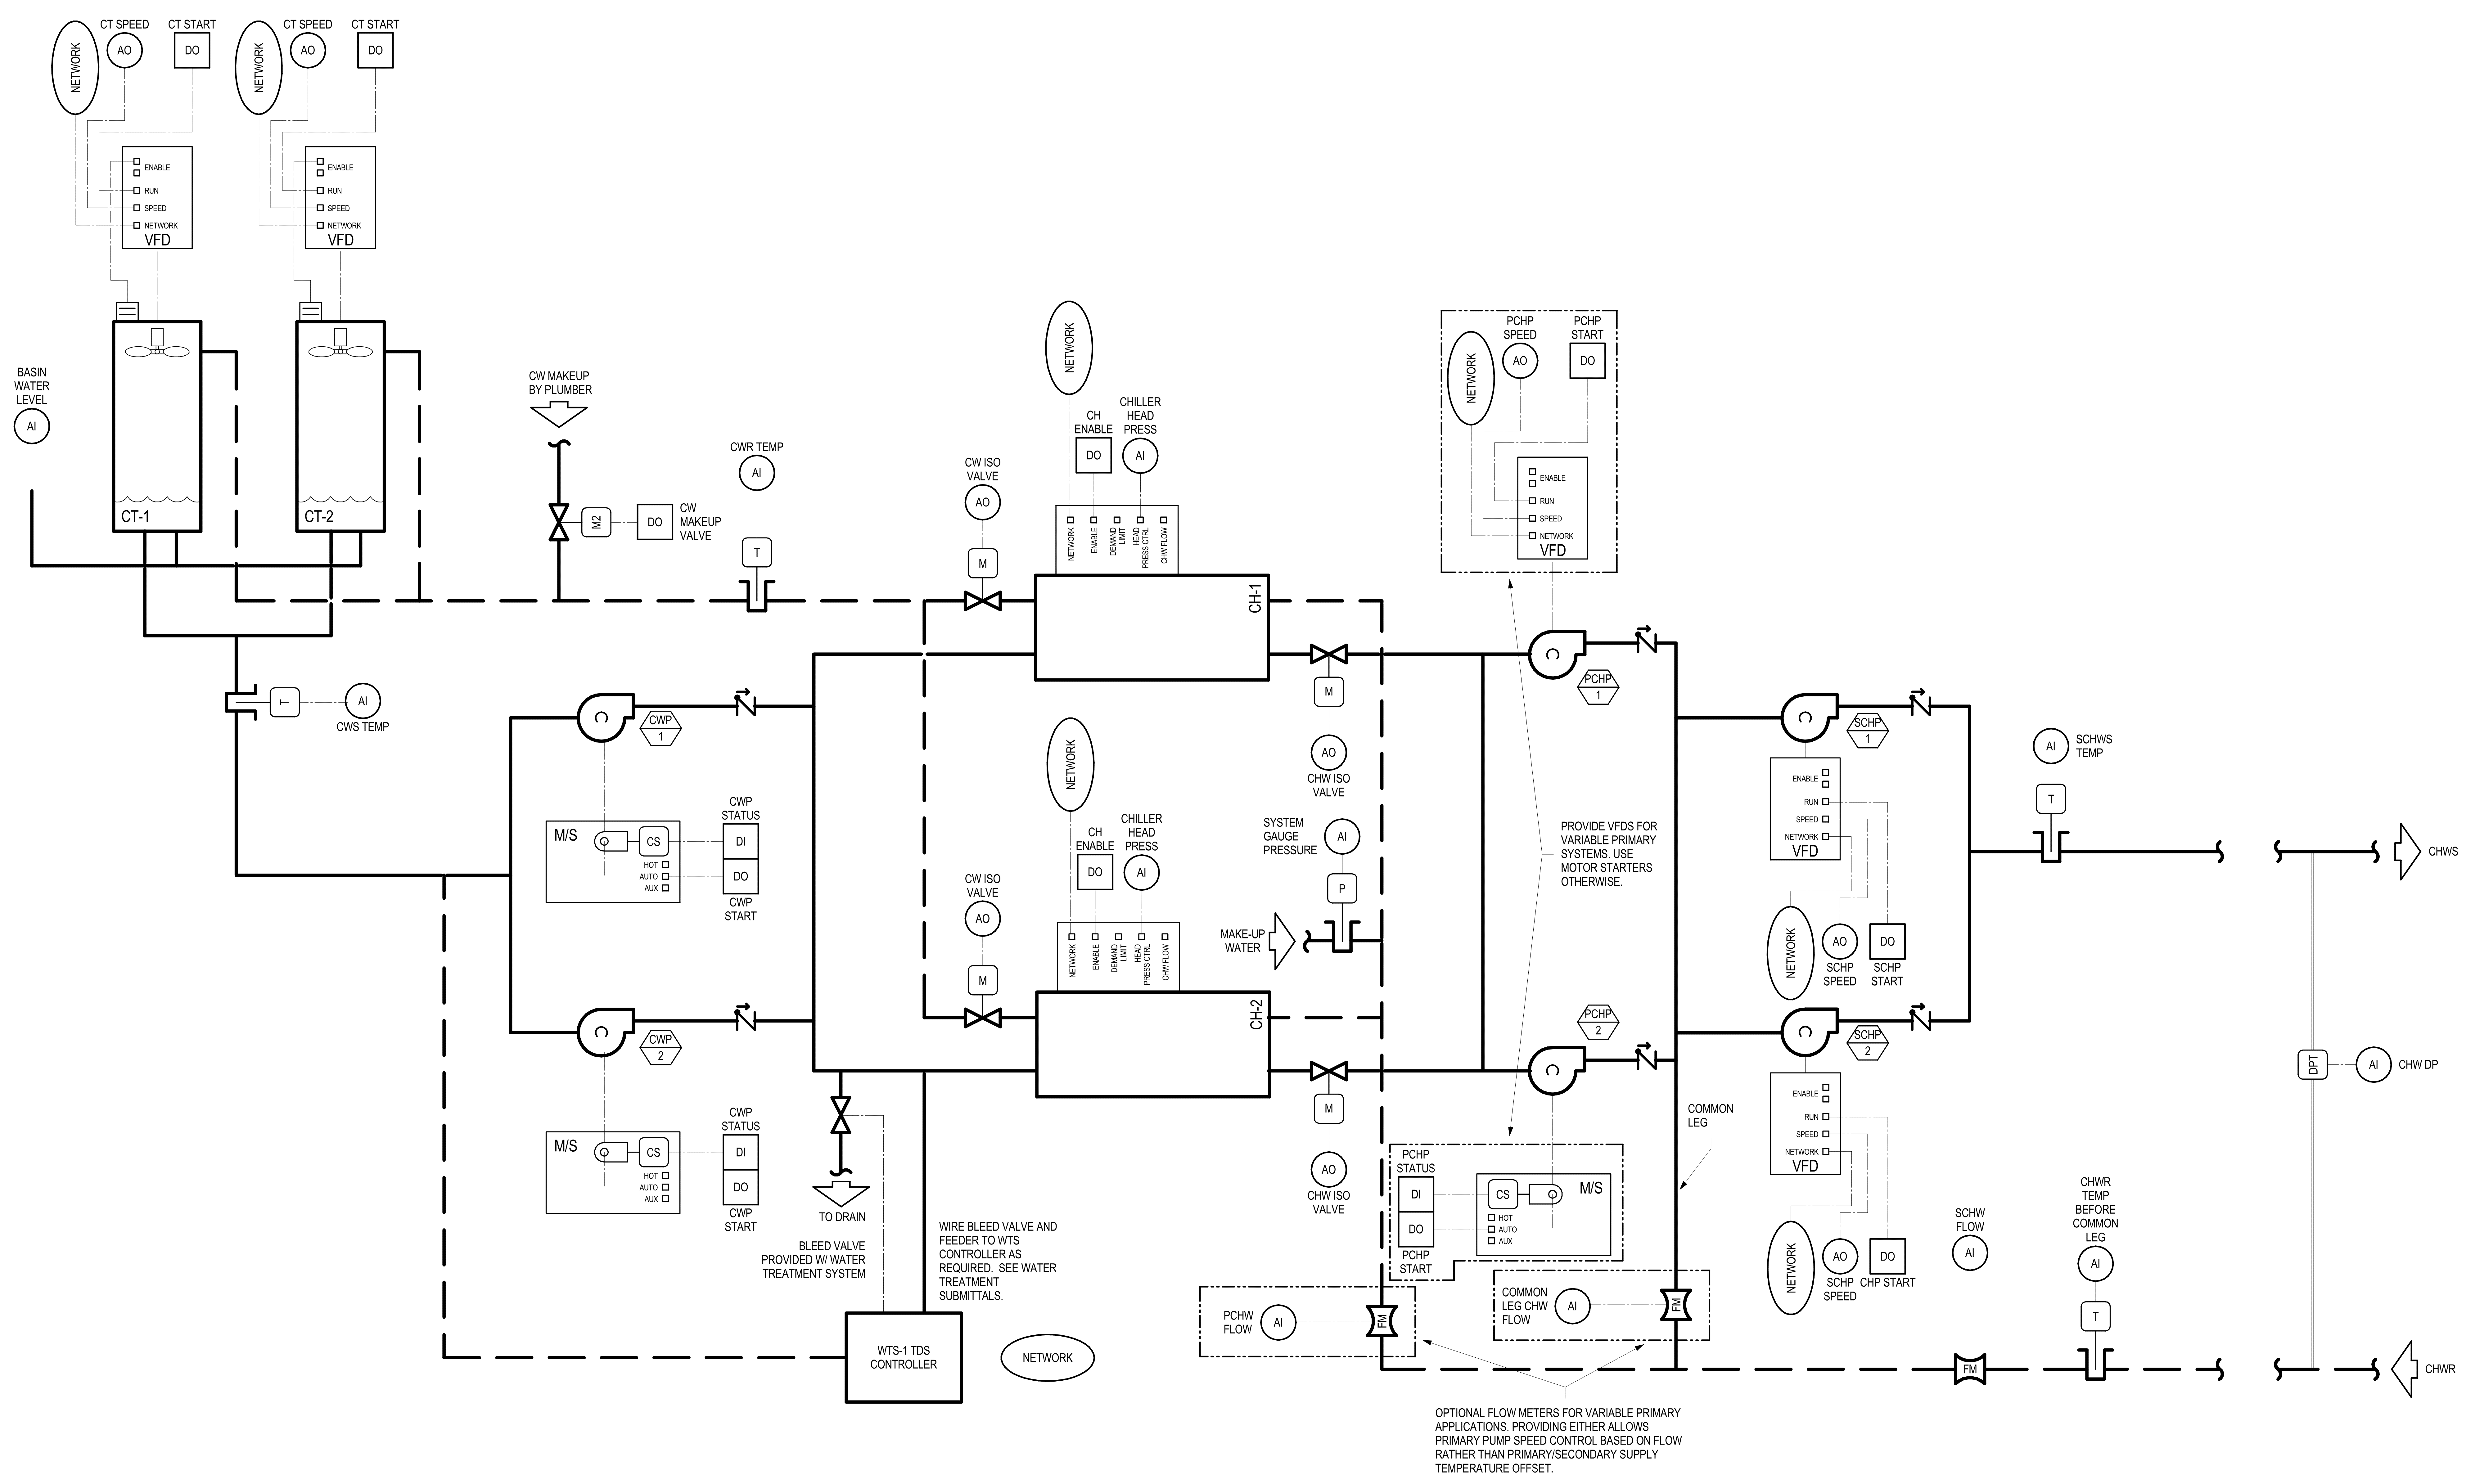 CT SPEED
CT START
NETWORK
AO
DO
ENABLE
RUN
SPEED
NETWORK
VFD
CT SPEED
CT START
NETWORK
AO
DO
ENABLE
RUN
SPEED
NETWORK
VFD
BASIN
WATER
LEVEL
AI
CT-1
CT-2
CW MAKEUP
BY PLUMBER
M2
DO
CW
MAKEUP
VALVE
CWR TEMP
AI
T
T
AI
CWS TEMP
CW ISO
VALVE
AO
M
NETWORK
CH
ENABLE
DO
CHILLER
HEAD
PRESS
AI
NETWORK
ENABLE
DEMAND
LIMIT
HEAD
PRESS CTRL
CHW FLOW
CH-1
M
AO
CHW ISO
VALVE
CWP
1
M/S
CS
HOT
AUTO
AUX
CWP
STATUS
DI
DO
CWP
START
CWP
2
M/S
CS
HOT
AUTO
AUX
CWP
STATUS
DI
DO
CWP
START
CW ISO
VALVE
AO
M
NETWORK
CH
ENABLE
DO
CHILLER
HEAD
PRESS
AI
NETWORK
ENABLE
DEMAND
LIMIT
HEAD
PRESS CTRL
CHW FLOW
CH-2
M
AO
CHW ISO
VALVE
SYSTEM
GAUGE
PRESSURE
AI
P
MAKE-UP
WATER
TO DRAIN
BLEED VALVE
PROVIDED W/ WATER
TREATMENT SYSTEM
WIRE BLEED VALVE AND
FEEDER TO WTS
CONTROLLER AS
REQUIRED. SEE WATER
TREATMENT
SUBMITTALS.
WTS-1 TDS
CONTROLLER
NETWORK
PCHP
SPEED
PCHP
START
NETWORK
AO
DO
ENABLE
RUN
SPEED
NETWORK
VFD
PCHP
1
PROVIDE VFDS FOR
VARIABLE PRIMARY
SYSTEMS. USE
MOTOR STARTERS
OTHERWISE.
PCHP
2
PCHP
STATUS
DI
DO
PCHP
START
CS
M/S
HOT
AUTO
AUX
COMMON
LEG
PCHW
FLOW
AI
FM
COMMON
LEG CHW
FLOW
AI
FM
OPTIONAL FLOW METERS FOR VARIABLE PRIMARY
APPLICATIONS. PROVIDING EITHER ALLOWS
PRIMARY PUMP SPEED CONTROL BASED ON FLOW
RATHER THAN PRIMARY/SECONDARY SUPPLY
TEMPERATURE OFFSET.
SCHP
1
ENABLE
RUN
SPEED
NETWORK
VFD
NETWORK
AO
DO
SCHP
SPEED
SCHP
START
SCHP
2
ENABLE
RUN
SPEED
NETWORK
VFD
NETWORK
AO
DO
SCHP
SPEED
CHP START
AI
SCHWS
TEMP
T
CHWS
DPT
AI
CHW DP
SCHW
FLOW
AI
FM
CHWR
TEMP
BEFORE
COMMON
LEG
AI
T
CHWR